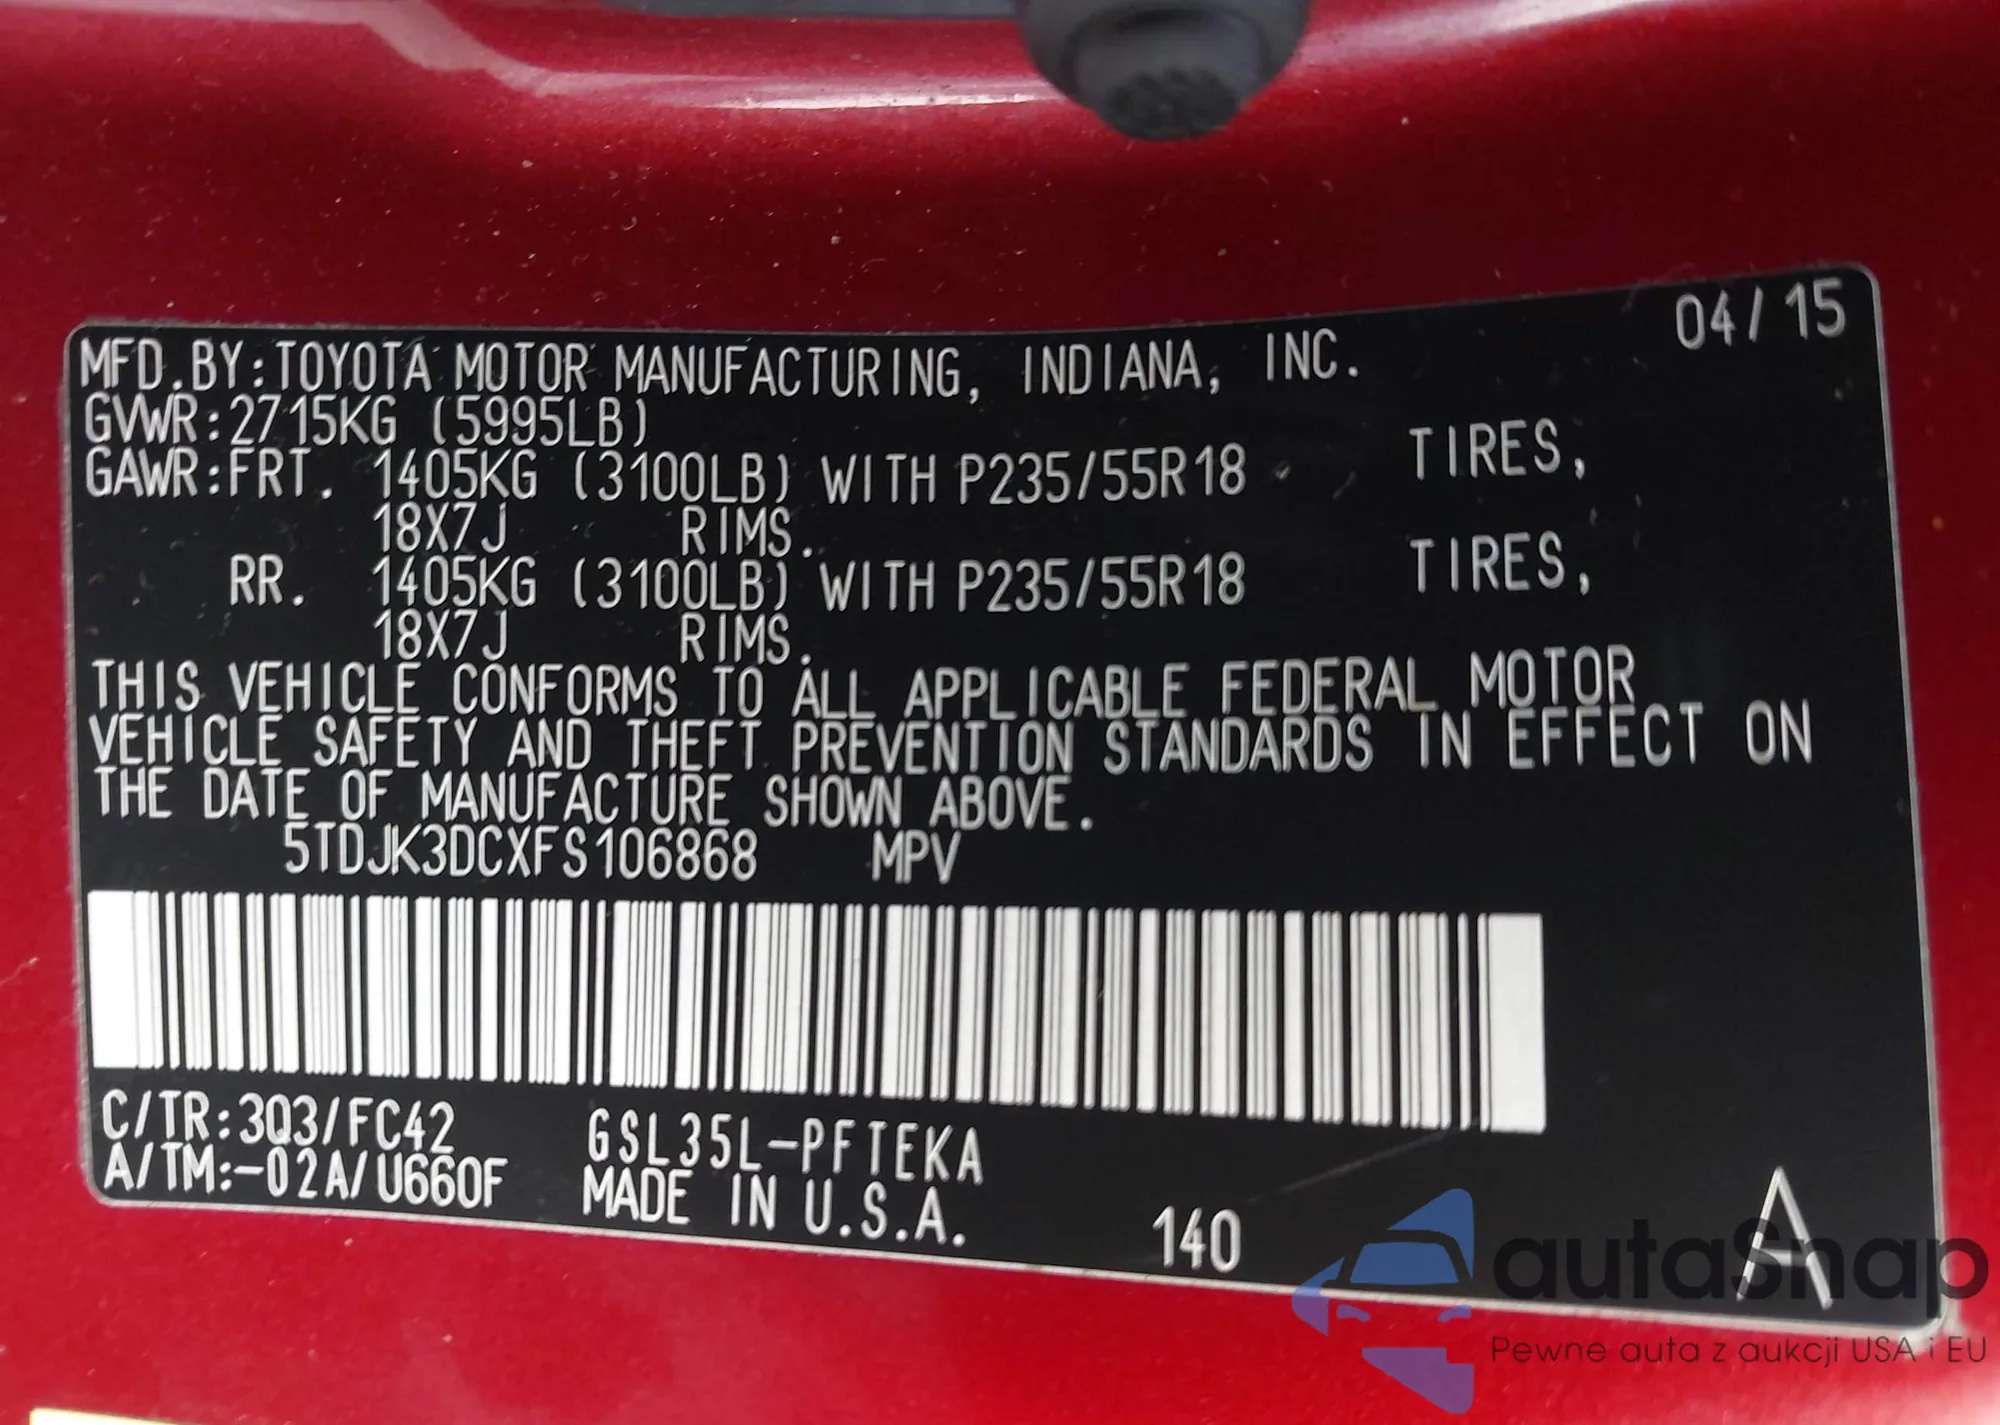 04/15
MFD.BY:TOYOTA MOTOR MANUFACTURING, INDIANA, INC.
GVWR:2715KG (5995LB)
GAWR:FRT. 1405KG (3100LB) WITH P235/55R18 TIRES,
18X7J RIMS.
RR. 1405KG (3100LB) WITH P235/55R18 TIRES,
18X7J RIMS.
THIS VEHICLE CONFORMS TO ALL APPLICABLE FEDERAL MOTOR
VEHICLE SAFETY AND THEFT PREVENTION STANDARDS IN EFFECT ON
THE DATE OF MANUFACTURE SHOWN ABOVE.
5TDJK3DCXFS106868 MPV
C/TR:3Q3/FC42 GSL35L-PFTEKA
A/TM:-02A/U660F MADE IN U.S.A.
140 A
autoSnap
Pewne auta z aukcji USA i EU